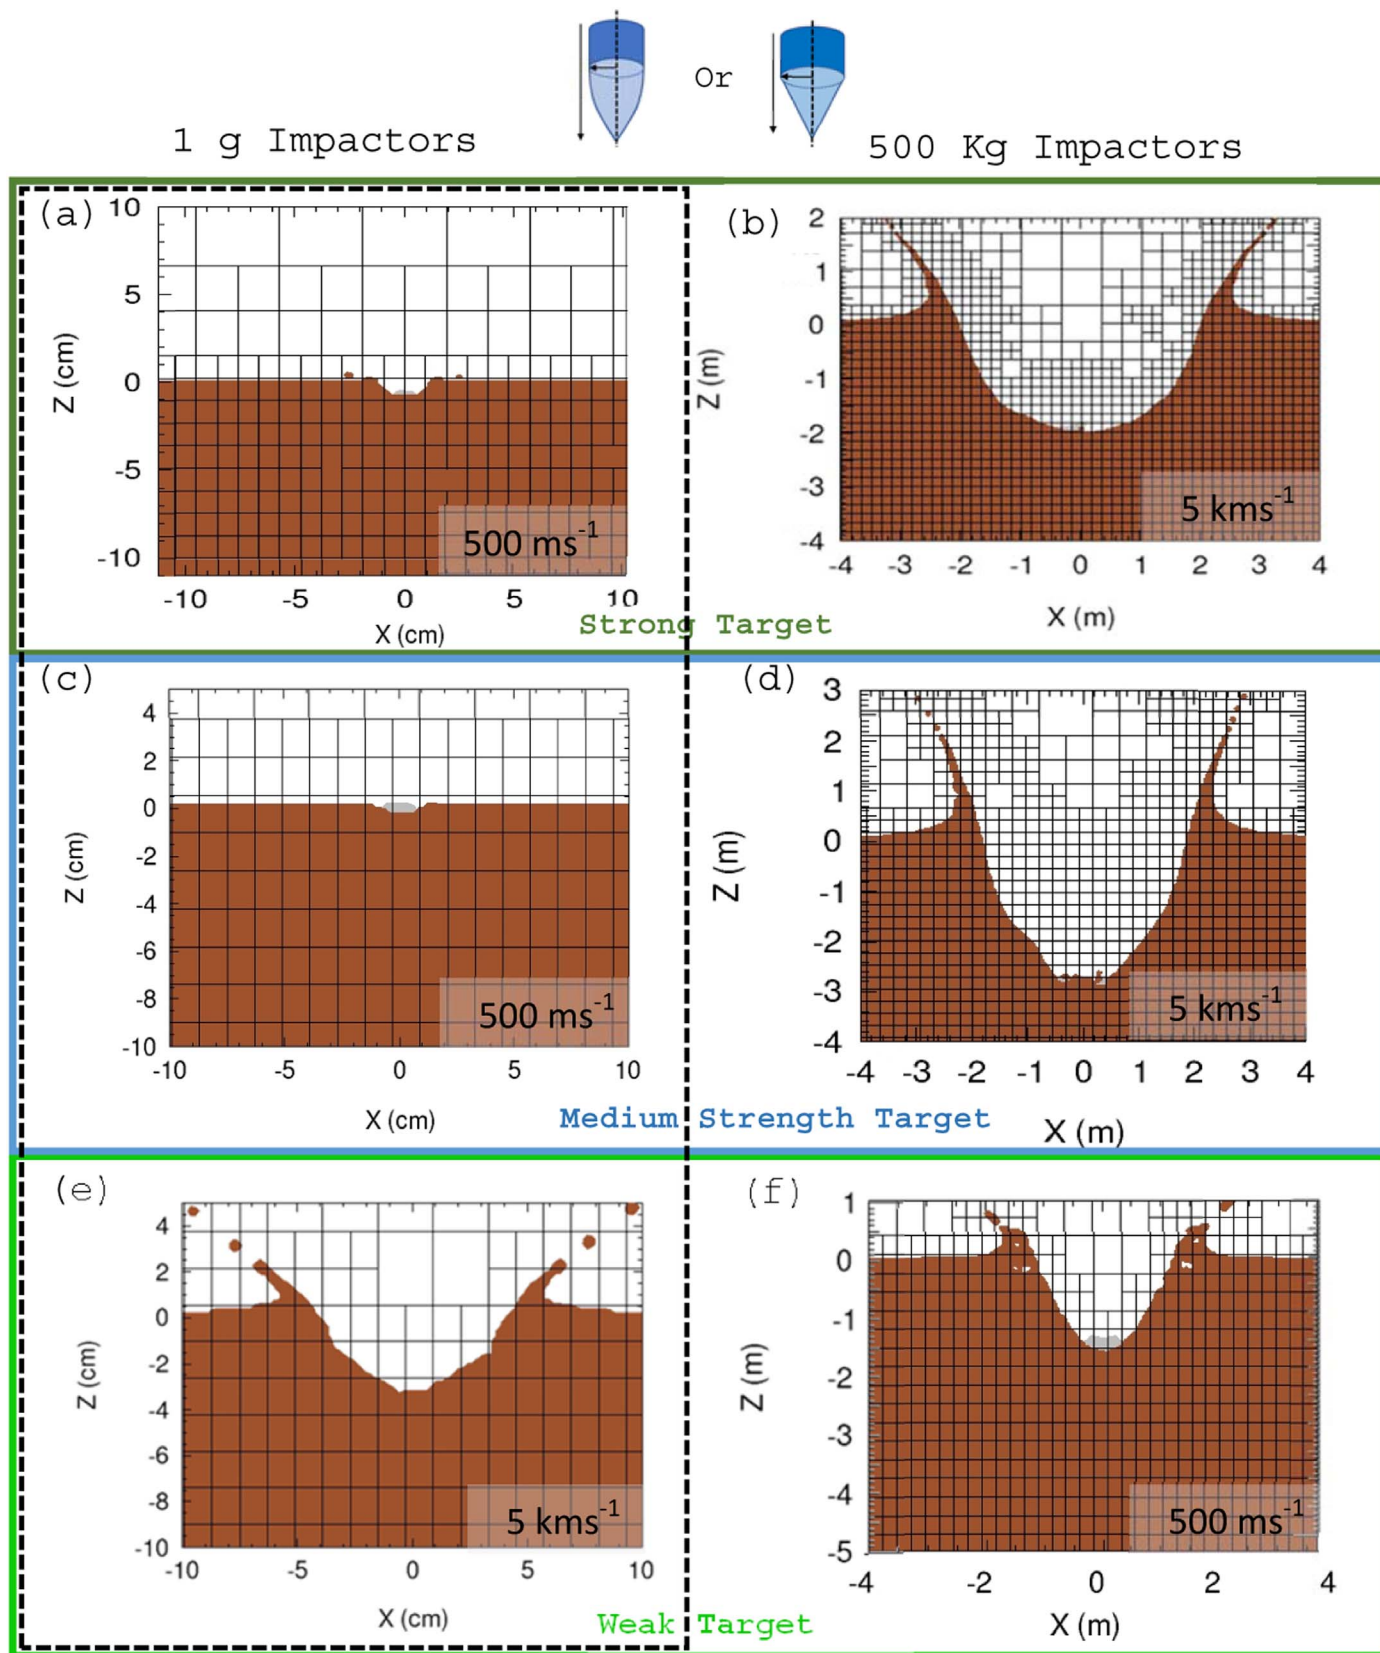 Or
1 g Impactors
500 Kg Impactors
(a)
10
5
0
-5
-10
Z (cm)
-10 -5 0 5 10
X (cm)
500 ms-1
(b)
2
1
0
-1
-2
-3
-4
Z (m)
-4 -3 -2 -1 0 1 2 3 4
X (m)
5 kms-1
Strong Target
(c)
4
2
0
-2
-4
-6
-8
-10
Z (cm)
-10 -5 0 5 10
X (cm)
500 ms-1
(d)
3
2
1
0
-1
-2
-3
-4
Z (m)
-4 -3 -2 -1 0 1 2 3 4
X (m)
5 kms-1
Medium Strength Target
(e)
4
2
0
-2
-4
-6
-8
-10
Z (cm)
-10 -5 0 5 10
X (cm)
5 kms-1
(f)
1
0
-1
-2
-3
-4
-5
Z (m)
-4 -2 0 2 4
X (m)
500 ms-1
Weak Target